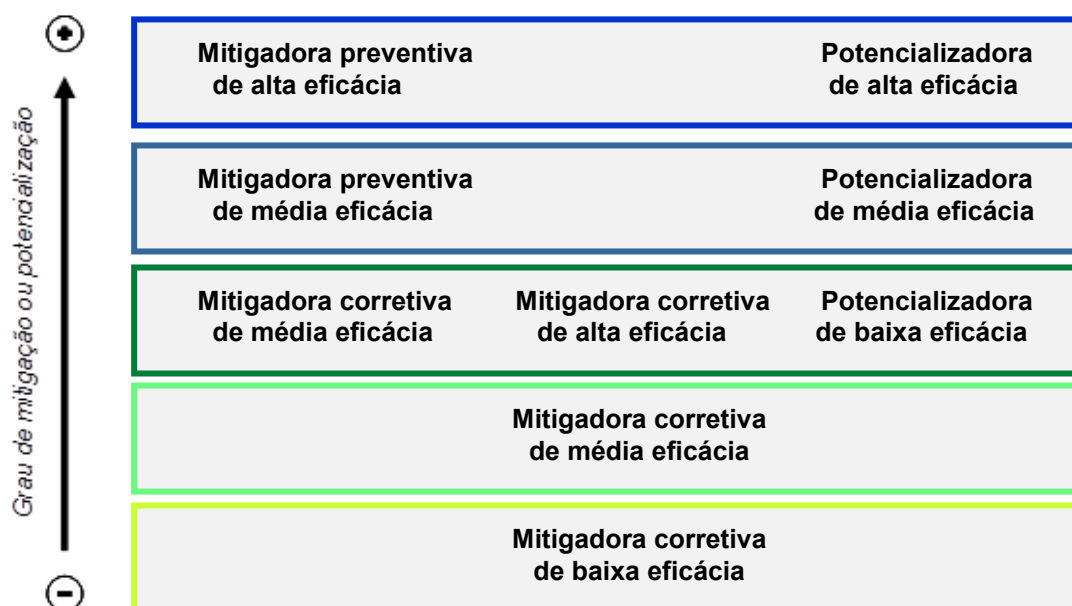 +
Grau de mitigação ou potencialização
-
Mitigadora preventiva
de alta eficácia
Potencializadora
de alta eficácia
Mitigadora preventiva
de média eficácia
Potencializadora
de média eficácia
Mitigadora corretiva
de média eficácia
Mitigadora corretiva
de alta eficácia
Potencializadora
de baixa eficácia
Mitigadora corretiva
de média eficácia
Mitigadora corretiva
de baixa eficácia